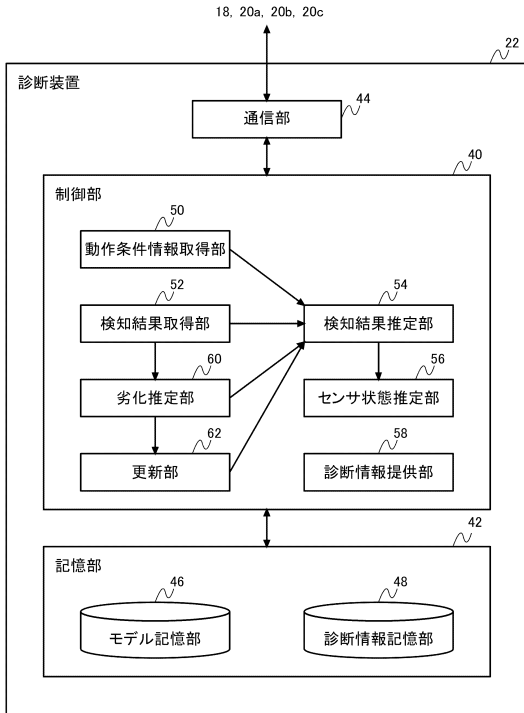 18, 20a, 20b, 20c
22
診断装置
44
通信部
40
制御部
50
動作条件情報取得部
52
検知結果取得部
54
検知結果推定部
60
劣化推定部
56
センサ状態推定部
62
更新部
58
診断情報提供部
42
記憶部
46
モデル記憶部
48
診断情報記憶部